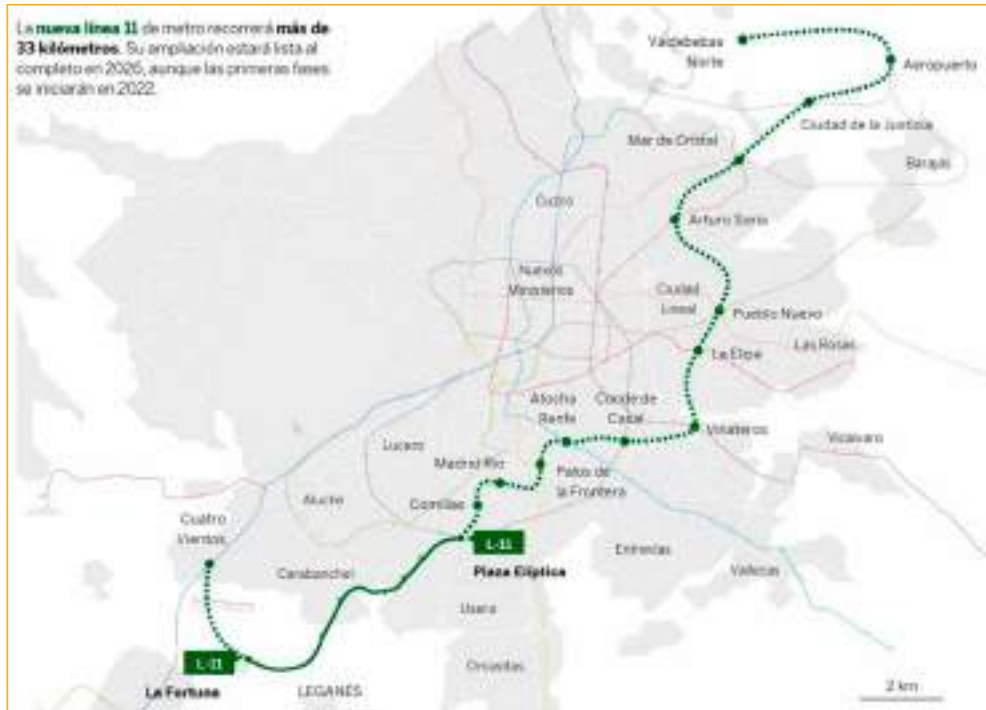 La nueva línea 11 de metro recorrerá más de
33 kilómetros. Su ampliación estará lista al
completo en 2026, aunque las primeras fases
se iniciarán en 2022.
Valdebebas
Norte
Aeropuerto
Ciudad de la Justicia
Mar de Cristal
Barajas
Arturo Soria
Nuevos
Ministerios
Ciudad
Lineal
Pueblo Nuevo
La Elipa
Las Rosas
Atocha
Renfe
Conde de
Casal
Vinateros
Vicálvaro
Lucero
Madrid Río
Palos de
la Frontera
Aluche
Comillas
Cuatro
Vientos
L-11
Plaza Elíptica
Entrevías
Vallecas
Carabanchel
Usera
L-11
La Fortuna
LEGANÉS
Orcasitas
2 km